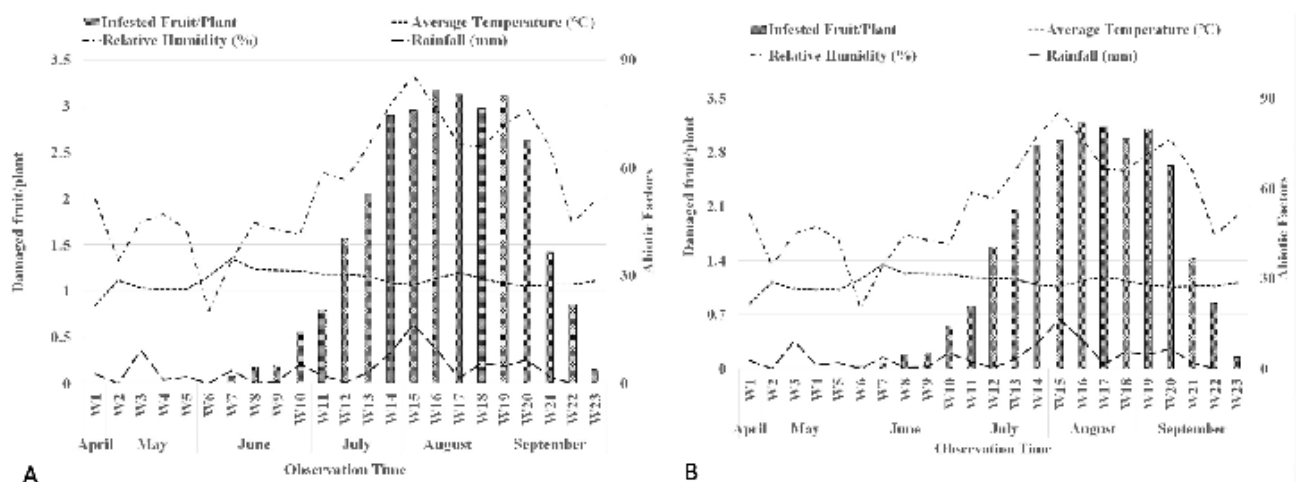 Infested Fruit/Plant Average Temperature (°C)
Relative Humidity (%) Rainfall (mm)
3.5
3
2.5
2
1.5
1
0.5
0
90
60
30
0
Damaged fruit/plant
Abiotic Factors
W1 W2 W3 W4 W5 W6 W7 W8 W9 W10 W11 W12 W13 W14 W15 W16 W17 W18 W19 W20 W21 W22 W23
April May June July August September
Observation Time
A
Infested Fruit/Plant Average Temperature (°C)
Relative Humidity (%) Rainfall (mm)
3.5
2.8
2.1
1.4
0.7
0
90
60
30
0
Damaged fruit/plant
Abiotic Factors
W1 W2 W3 W4 W5 W6 W7 W8 W9 W10 W11 W12 W13 W14 W15 W16 W17 W18 W19 W20 W21 W22 W23
April May June July August September
Observation Time
B